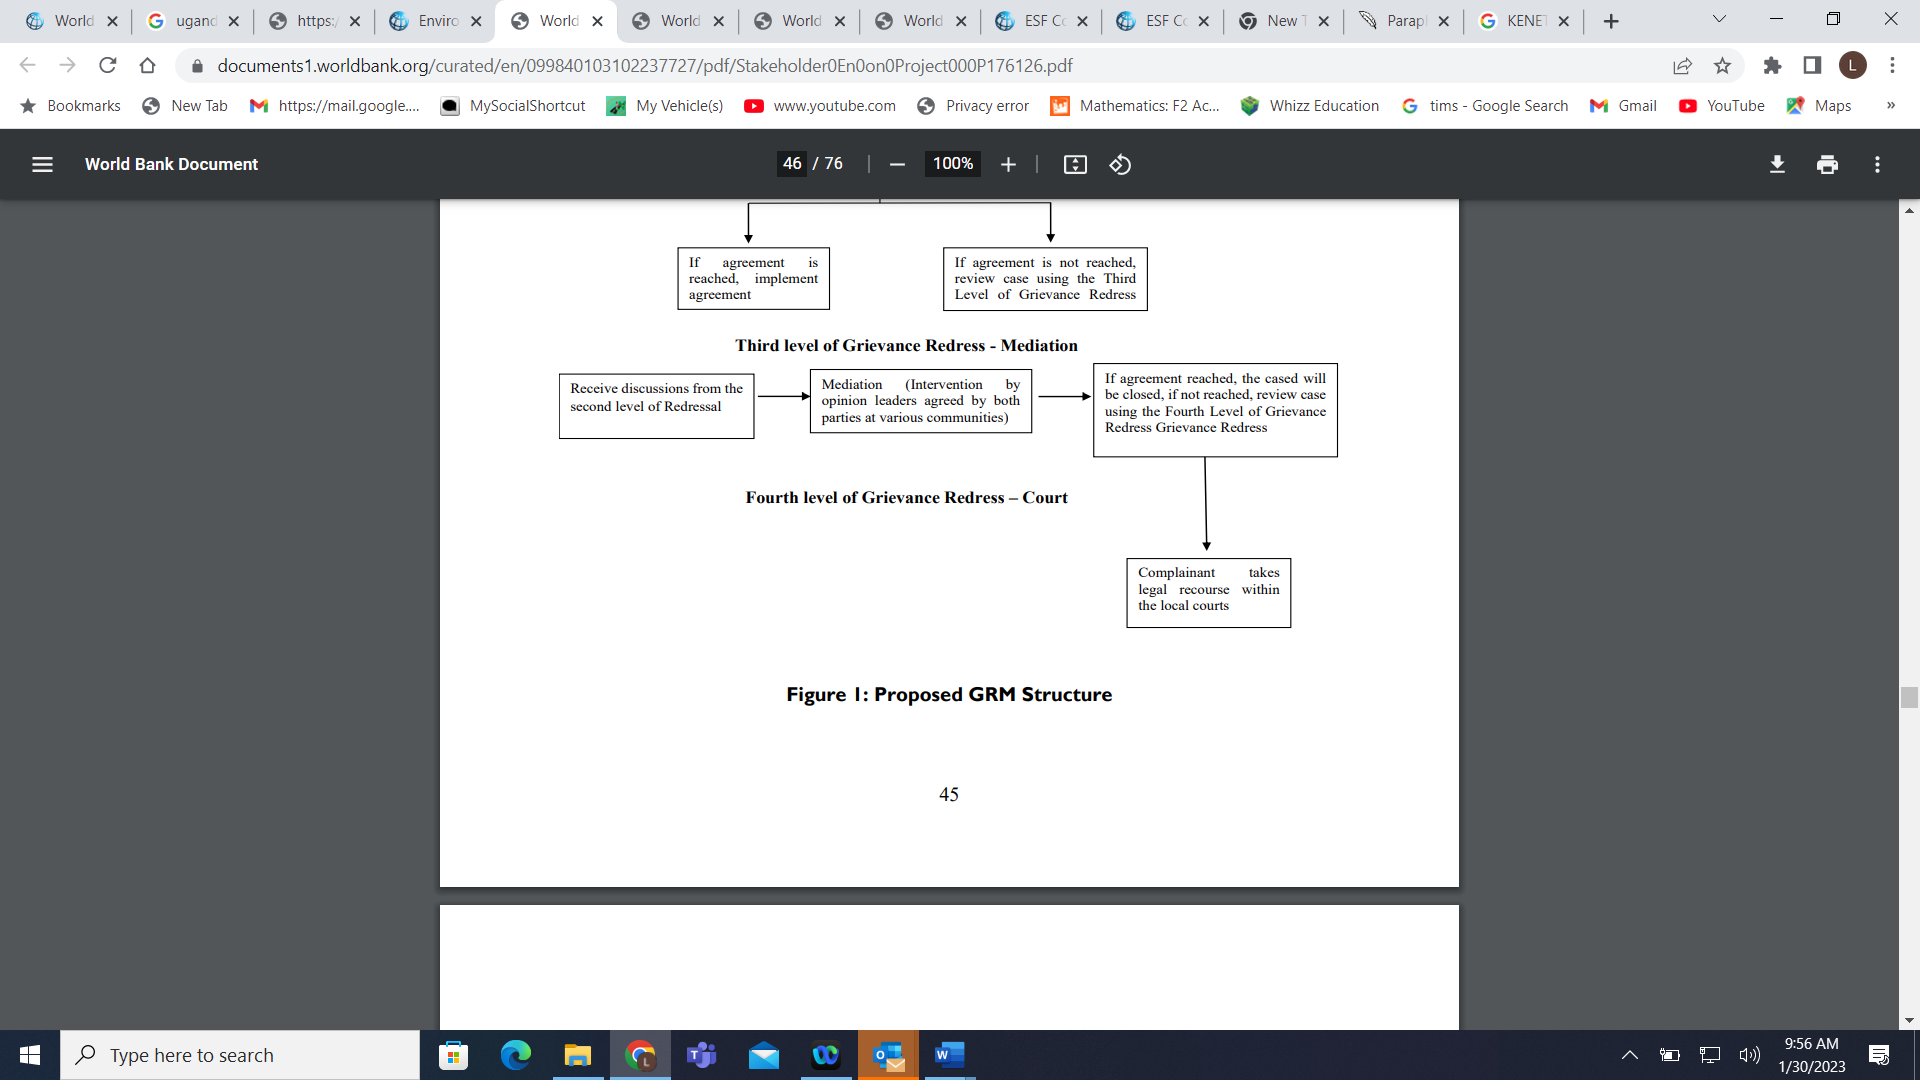 World
ugand
https:/
Enviro
World
World
World
World
ESF Co
ESF Co
New T
Parap
KENET
documents1.worldbank.org/curated/en/099840103102237727/pdf/Stakeholder0En0on0Project000P176126.pdf
L
Bookmarks
New Tab
https://mail.google....
MySocialShortcut
My Vehicle(s)
www.youtube.com
Privacy error
Mathematics: F2 Ac...
Whizz Education
tims - Google Search
Gmail
YouTube
Maps
»
World Bank Document
46 / 76
100%
If agreement is
reached, implement
agreement
If agreement is not reached,
review case using the Third
Level of Grievance Redress
Third level of Grievance Redress - Mediation
Receive discussions from the
second level of Redressal
Mediation (Intervention by
opinion leaders agreed by both
parties at various communities)
If agreement reached, the cased will
be closed, if not reached, review case
using the Fourth Level of Grievance
Redress Grievance Redress
Fourth level of Grievance Redress – Court
Complainant takes
legal recourse within
the local courts
Figure 1: Proposed GRM Structure
45
Type here to search
9:56 AM
1/30/2023